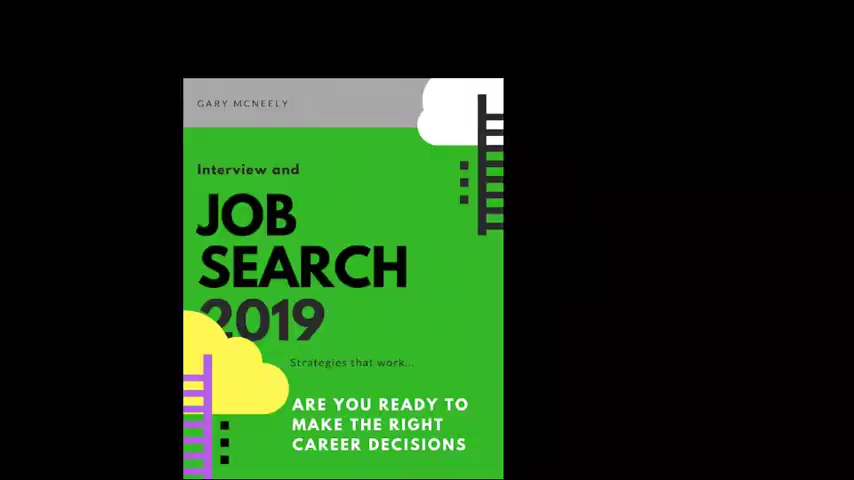 GARY MCNEELY
Interview and
JOB
SEARCH
2019
Strategies that work...
ARE YOU READY TO
MAKE THE RIGHT
CAREER DECISIONS